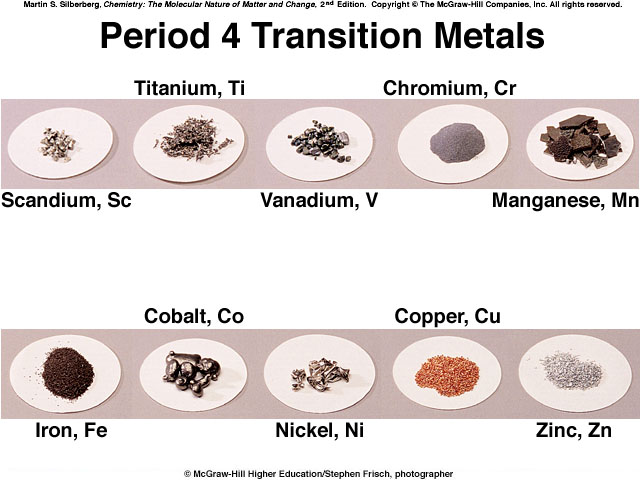 Martin S. Silberberg, Chemistry: The Molecular Nature of Matter and Change, 2nd Edition. Copyright © The McGraw-Hill Companies, Inc. All rights reserved.
Period 4 Transition Metals
Titanium, Ti
Chromium, Cr
Scandium, Sc
Vanadium, V
Manganese, Mn
Cobalt, Co
Copper, Cu
Iron, Fe
Nickel, Ni
Zinc, Zn
© McGraw-Hill Higher Education/Stephen Frisch, photographer